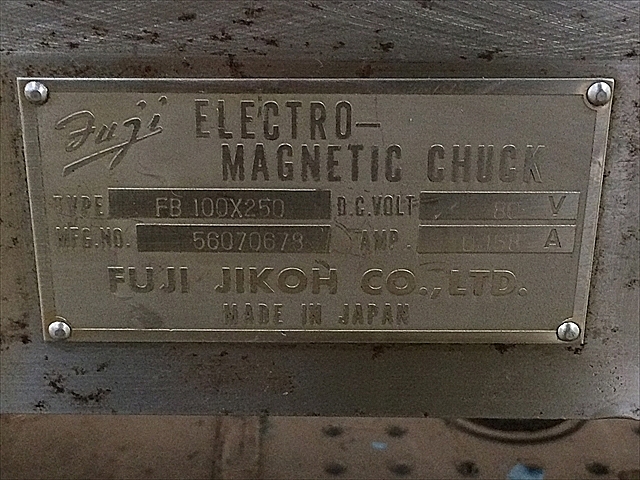 Fuji ELECTRO-
MAGNETIC CHUCK
TYPE FB 100X250 D.C.VOLT V
MFG.NO. 56070678 AMP. A
FUJI JIKOH CO.,LTD.
MADE IN JAPAN